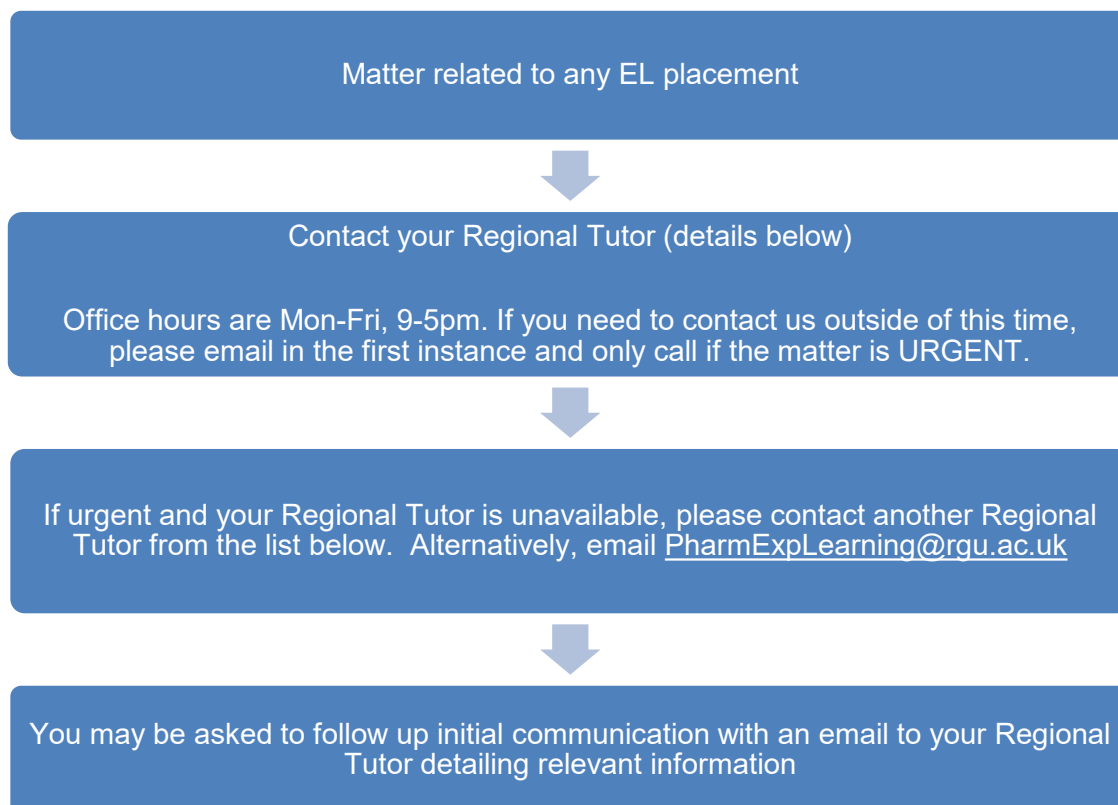 Matter related to any EL placement
Contact your Regional Tutor (details below)
Office hours are Mon-Fri, 9-5pm. If you need to contact us outside of this time,
please email in the first instance and only call if the matter is URGENT.
If urgent and your Regional Tutor is unavailable, please contact another Regional
Tutor from the list below.  Alternatively, email PharmExpLearning@rgu.ac.uk
You may be asked to follow up initial communication with an email to your Regional
Tutor detailing relevant information